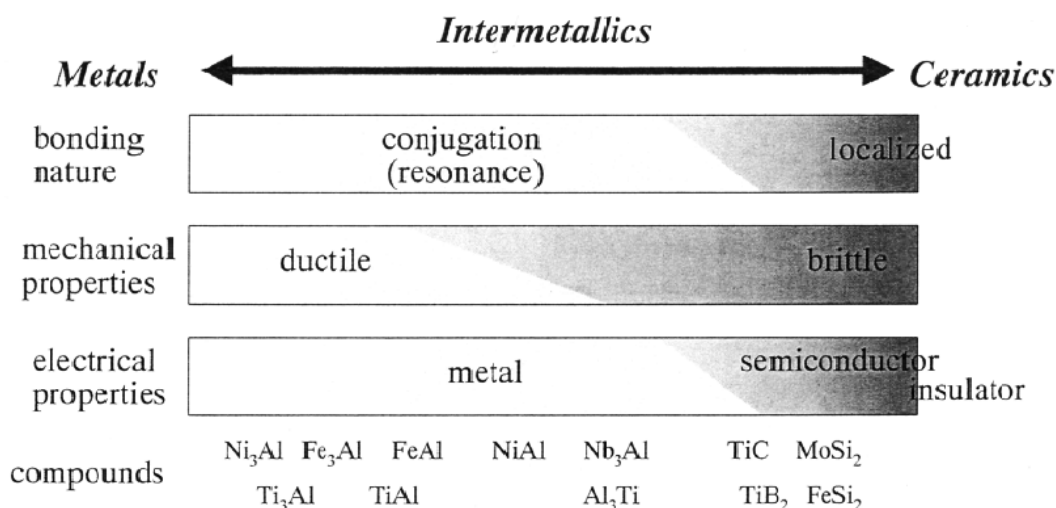 Intermetallics
Metals Ceramics
bonding nature
conjugation (resonance)
localized
mechanical properties
ductile
brittle
electrical properties
metal
semiconductor
insulator
compounds
Ni₃Al Fe₃Al FeAl NiAl Nb₃Al TiC MoSi₂
Ti₃Al TiAl Al₃Ti TiB₂ FeSi₂